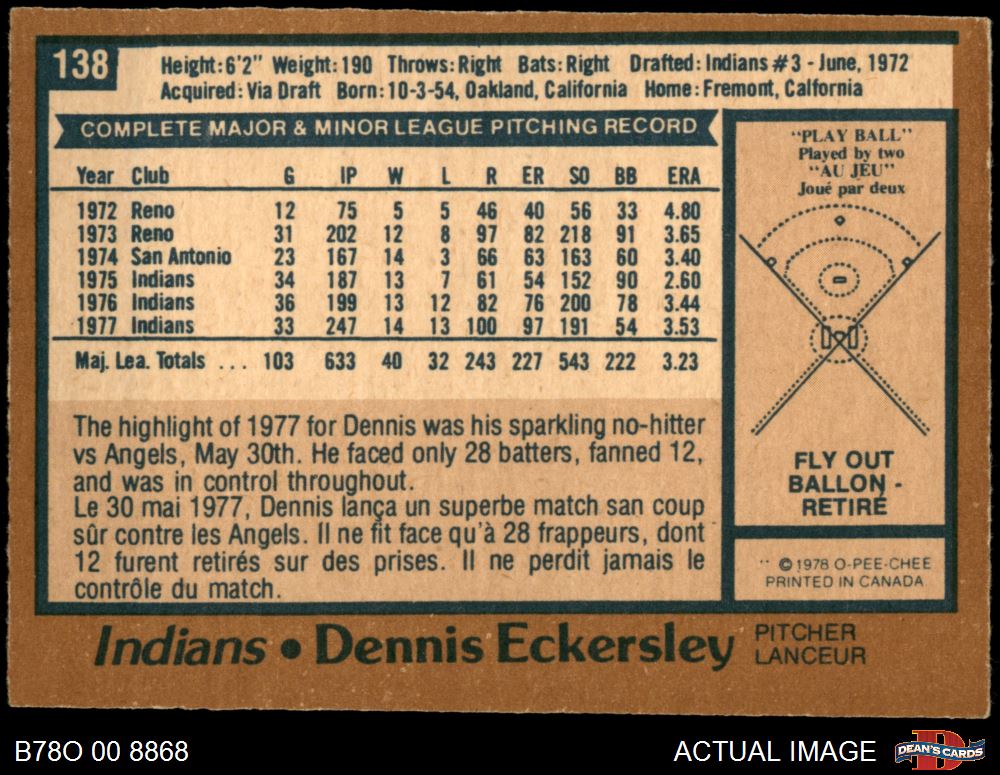 138
Height:6'2" Weight:190 Throws:Right Bats:Right Drafted:Indians #3 - June, 1972
Acquired:Via Draft Born:10-3-54, Oakland, California Home:Fremont, Calfornia
COMPLETE MAJOR & MINOR LEAGUE PITCHING RECORD
Year Club G IP W L R ER SO BB ERA
1972 Reno 12 75 5 5 46 40 56 33 4.80
1973 Reno 31 202 12 8 97 82 218 91 3.65
1974 San Antonio 23 167 14 3 66 63 163 60 3.40
1975 Indians 34 187 13 7 61 54 152 90 2.60
1976 Indians 36 199 13 12 82 76 200 78 3.44
1977 Indians 33 247 14 13 100 97 191 54 3.53
Maj. Lea. Totals ... 103 633 40 32 243 227 543 222 3.23
The highlight of 1977 for Dennis was his sparkling no-hitter
vs Angels, May 30th. He faced only 28 batters, fanned 12,
and was in control throughout.
Le 30 mai 1977, Dennis lança un superbe match san coup
sûr contre les Angels. Il ne fit face qu'à 28 frappeurs, dont
12 furent retirés sur des prises. Il ne perdit jamais le
contrôle du match.
"PLAY BALL"
Played by two
"AU JEU"
Joué par deux
FLY OUT
BALLON -
RETIRÉ
©1978 O-PEE-CHEE
PRINTED IN CANADA
Indians • Dennis Eckersley
PITCHER
LANCEUR
B78O 00 8868
ACTUAL IMAGE
DEAN'S CARDS